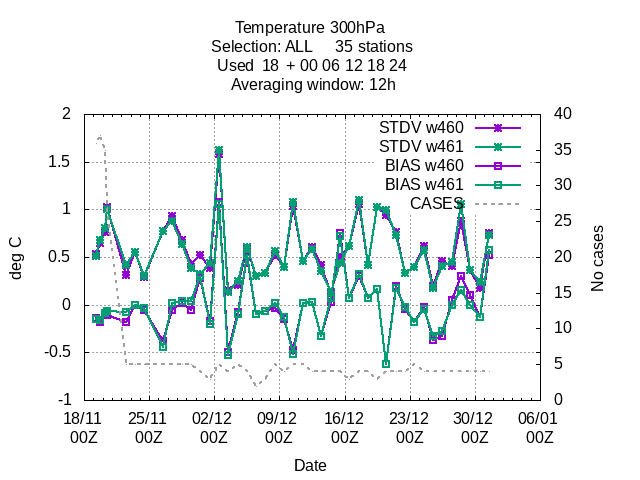 Temperature 300hPa
Selection: ALL     35 stations
Used  18  + 00 06 12 18 24
Averaging window: 12h
STDV w460
STDV w461
BIAS w460
BIAS w461
CASES
2
1.5
1
0.5
0
-0.5
-1
deg C
40
35
30
25
20
15
10
5
0
No cases
18/11 25/11 02/12 09/12 16/12 23/12 30/12 06/01
00Z 00Z 00Z 00Z 00Z 00Z 00Z 00Z
Date